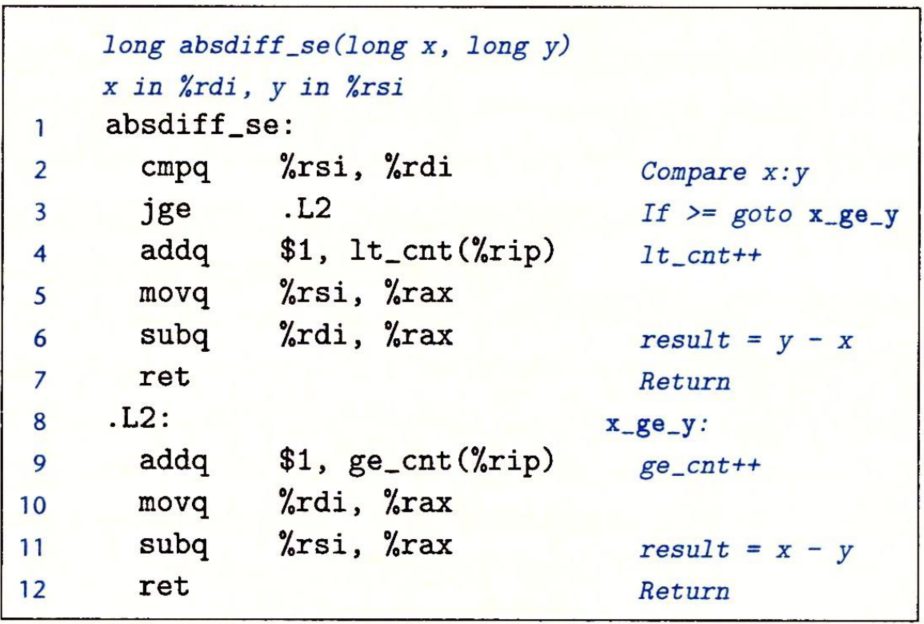 long absdiff_se(long x, long y)
x in %rdi, y in %rsi
1 absdiff_se:
2 cmpq %rsi, %rdi Compare x:y
3 jge .L2 If >= goto x_ge_y
4 addq $1, lt_cnt(%rip) lt_cnt++
5 movq %rsi, %rax
6 subq %rdi, %rax result = y - x
7 ret Return
8 .L2: x_ge_y:
9 addq $1, ge_cnt(%rip) ge_cnt++
10 movq %rdi, %rax
11 subq %rsi, %rax result = x - y
12 ret Return